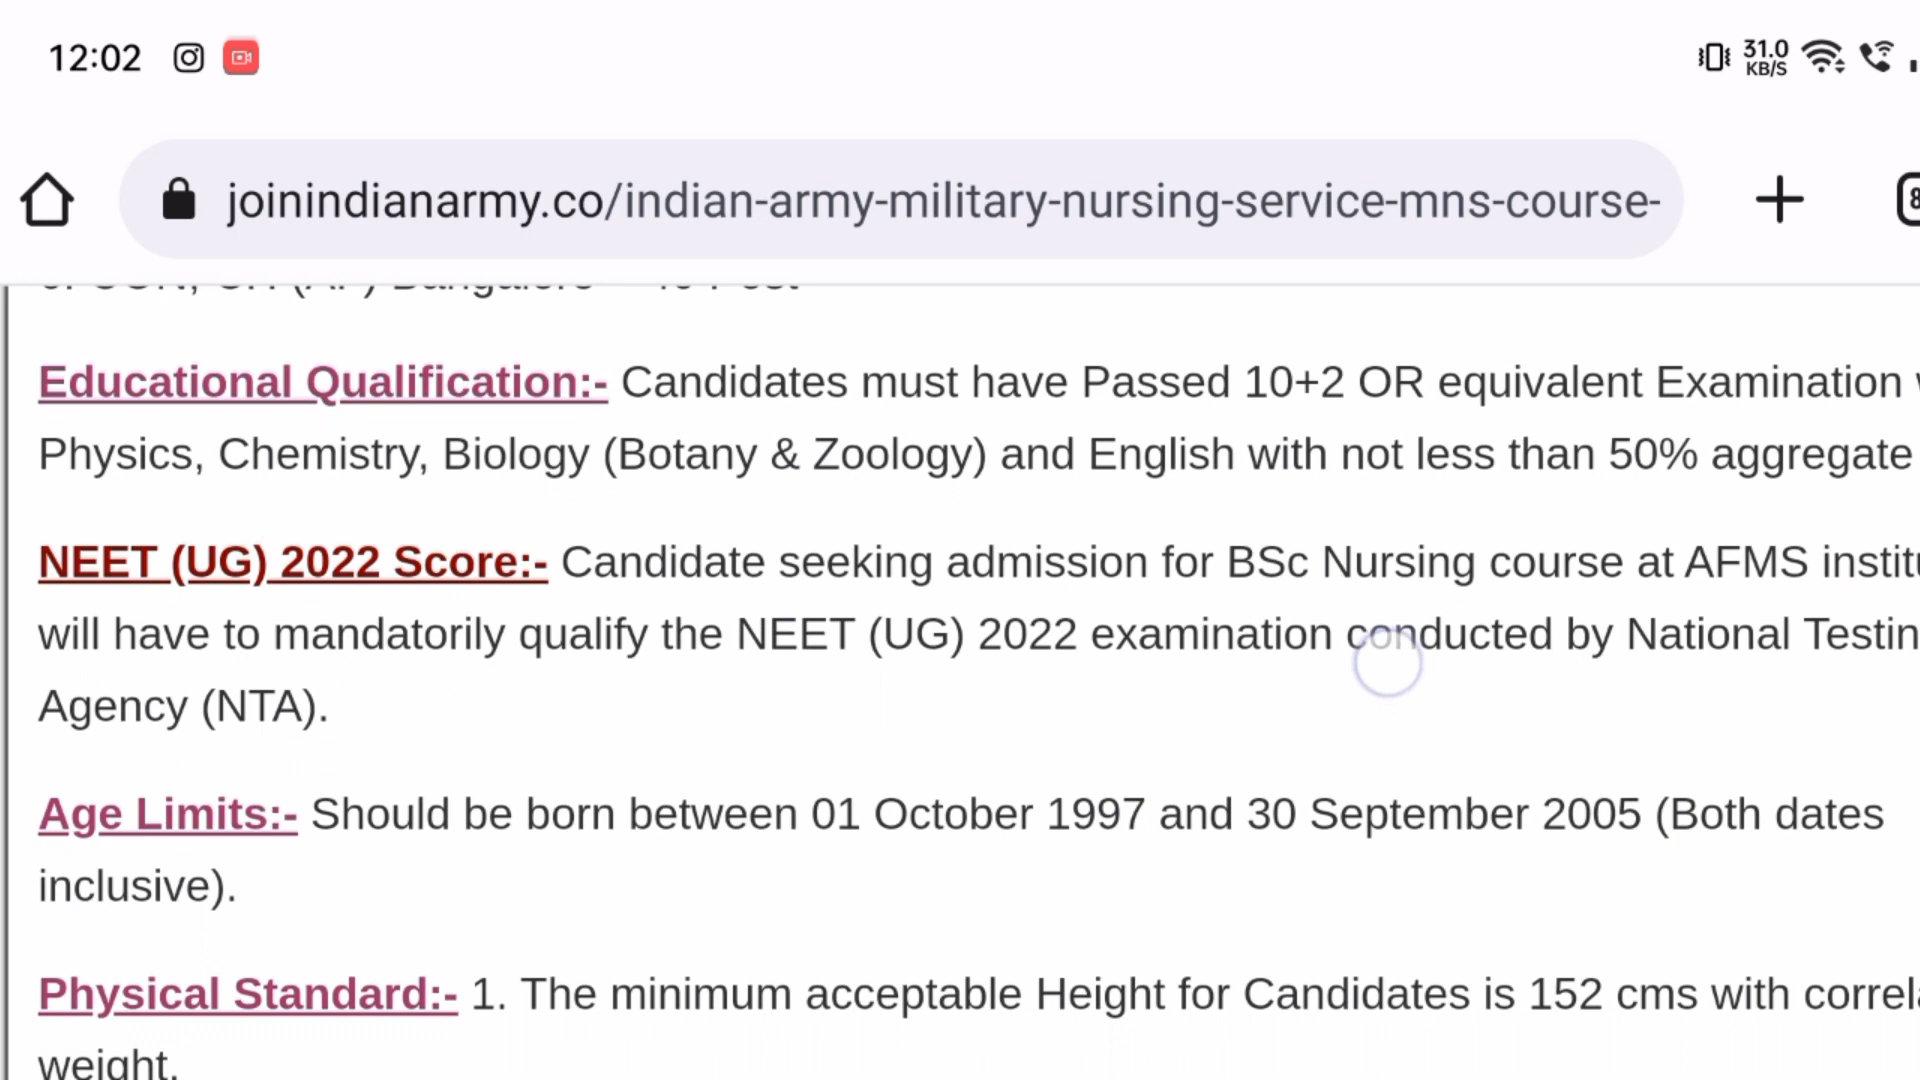 12:02
31.0
KB/S
joinindianarmy.co/indian-army-military-nursing-service-mns-course-
Bangalore
Educational Qualification:- Candidates must have Passed 10+2 OR equivalent Examination
Physics, Chemistry, Biology (Botany & Zoology) and English with not less than 50% aggregate
NEET (UG) 2022 Score:- Candidate seeking admission for BSc Nursing course at AFMS
will have to mandatorily qualify the NEET (UG) 2022 examination conducted by National
Agency (NTA).
Age Limits:- Should be born between 01 October 1997 and 30 September 2005 (Both dates
inclusive).
Physical Standard:- 1. The minimum acceptable Height for Candidates is 152 cms with
weight.